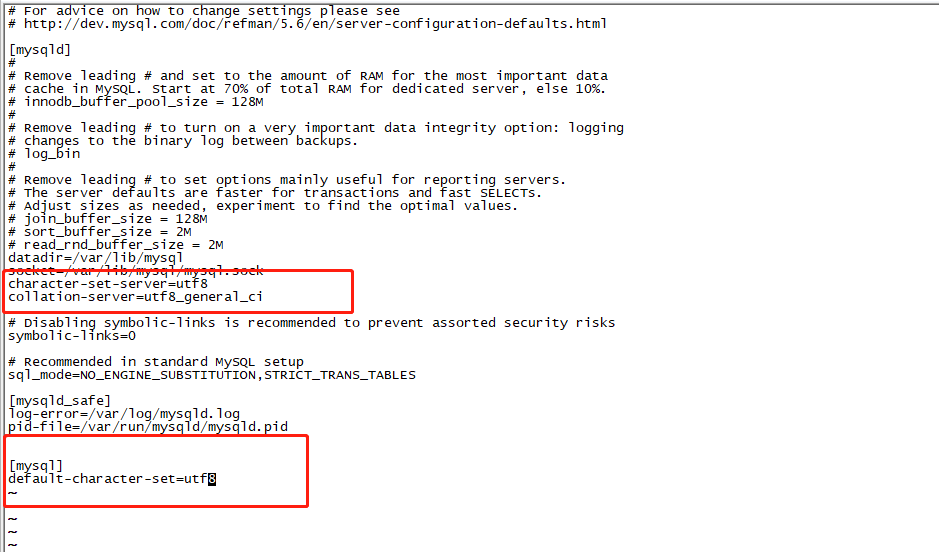 # For advice on how to change settings please see
# http://dev.mysql.com/doc/refman/5.6/en/server-configuration-defaults.html
[mysqld]
#
# Remove leading # and set to the amount of RAM for the most important data
# cache in MySQL. Start at 70% of total RAM for dedicated server, else 10%.
# innodb_buffer_pool_size = 128M
#
# Remove leading # to turn on a very important data integrity option: logging
# changes to the binary log between backups.
# log_bin
#
# Remove leading # to set options mainly useful for reporting servers.
# The server defaults are faster for transactions and fast SELECTs.
# Adjust sizes as needed, experiment to find the optimal values.
# join_buffer_size = 128M
# sort_buffer_size = 2M
# read_rnd_buffer_size = 2M
datadir=/var/lib/mysql
socket=/var/lib/mysql/mysql.sock
character-set-server=utf8
collation-server=utf8_general_ci
# Disabling symbolic-links is recommended to prevent assorted security risks
symbolic-links=0
# Recommended in standard MySQL setup
sql_mode=NO_ENGINE_SUBSTITUTION,STRICT_TRANS_TABLES
[mysqld_safe]
log-error=/var/log/mysqld.log
pid-file=/var/run/mysqld/mysqld.pid
[mysql]
default-character-set=utf8
~
~
~
~